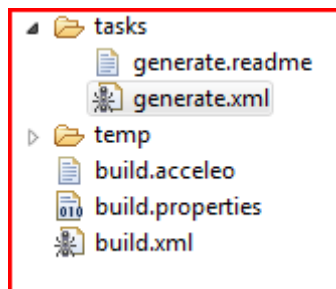 tasks
generate.readme
generate.xml
temp
build.acceleo
build.properties
build.xml